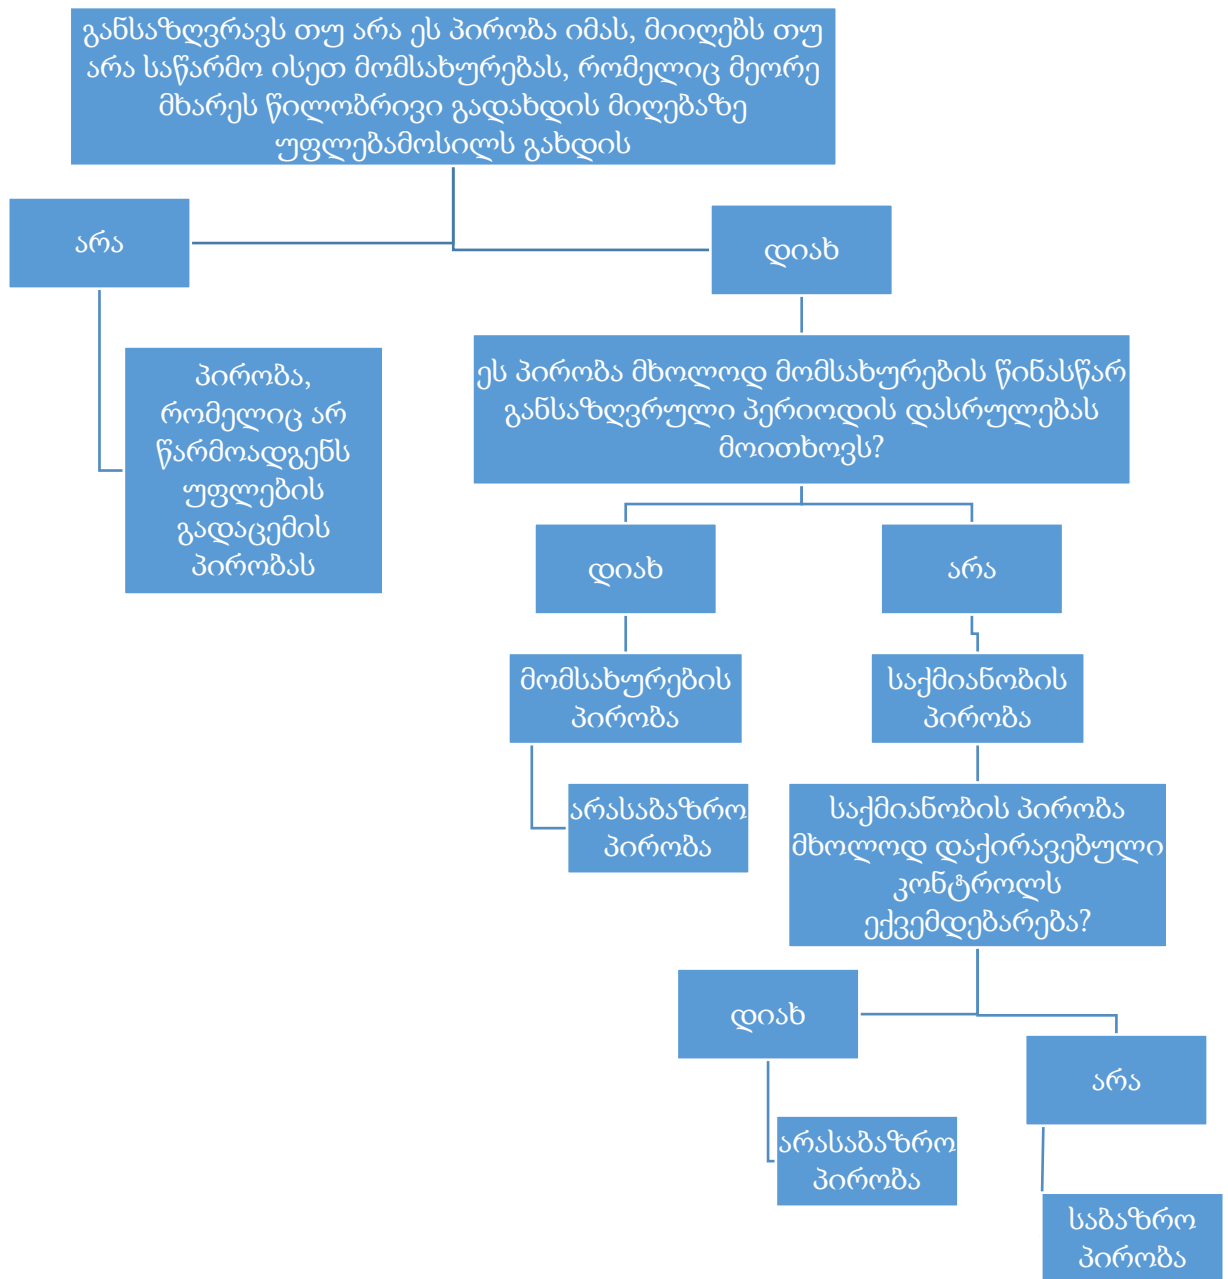 განსაზღვრავს თუ არა ეს პირობა იმას, მიიღებს თუ
არა საწარმო ისეთ მომსახურებას, რომელიც მეორე
მხარეს წილობრივი გადახდის მიღებაზე
უფლებამოსილს გახდის
არა
დიახ
პირობა,
რომელიც არ
წარმოადგენს
უფლების
გადაცემის
პირობას
ეს პირობა მხოლოდ მომსახურების წინასწარ
განსაზღვრული პერიოდის დასრულებას
მოითხოვს?
დიახ
არა
მომსახურების
პირობა
საქმიანობის
პირობა
არასაბაზრო
პირობა
საქმიანობის პირობა
მხოლოდ დაქირავებული
კონტროლს
ექვემდებარება?
დიახ
არა
არასაბაზრო
პირობა
საბაზრო
პირობა